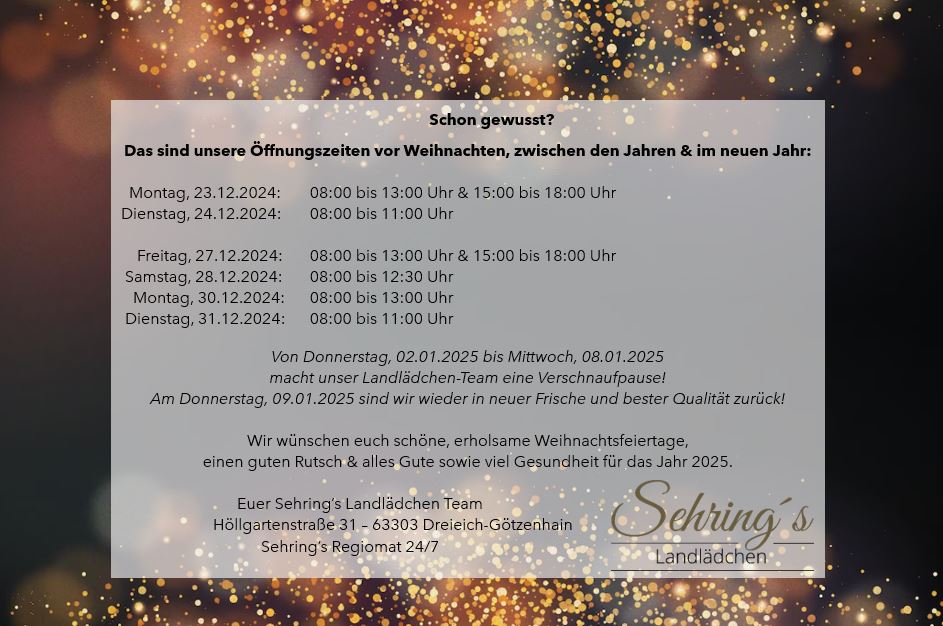 Schon gewusst?
Das sind unsere Öffnungszeiten vor Weihnachten, zwischen den Jahren & im neuen Jahr:
Montag, 23.12.2024: 08:00 bis 13:00 Uhr & 15:00 bis 18:00 Uhr
Dienstag, 24.12.2024: 08:00 bis 11:00 Uhr
Freitag, 27.12.2024: 08:00 bis 13:00 Uhr & 15:00 bis 18:00 Uhr
Samstag, 28.12.2024: 08:00 bis 12:30 Uhr
Montag, 30.12.2024: 08:00 bis 13:00 Uhr
Dienstag, 31.12.2024: 08:00 bis 11:00 Uhr
Von Donnerstag, 02.01.2025 bis Mittwoch, 08.01.2025
macht unser Landlädchen-Team eine Verschnaufpause!
Am Donnerstag, 09.01.2025 sind wir wieder in neuer Frische und bester Qualität zurück!
Wir wünschen euch schöne, erholsame Weihnachtsfeiertage,
einen guten Rutsch & alles Gute sowie viel Gesundheit für das Jahr 2025.
Euer Sehring’s Landlädchen Team
Höllgartenstraße 31 – 63303 Dreieich-Götzenhain
Sehring’s Regiomat 24/7
Sehring´s
Landlädchen